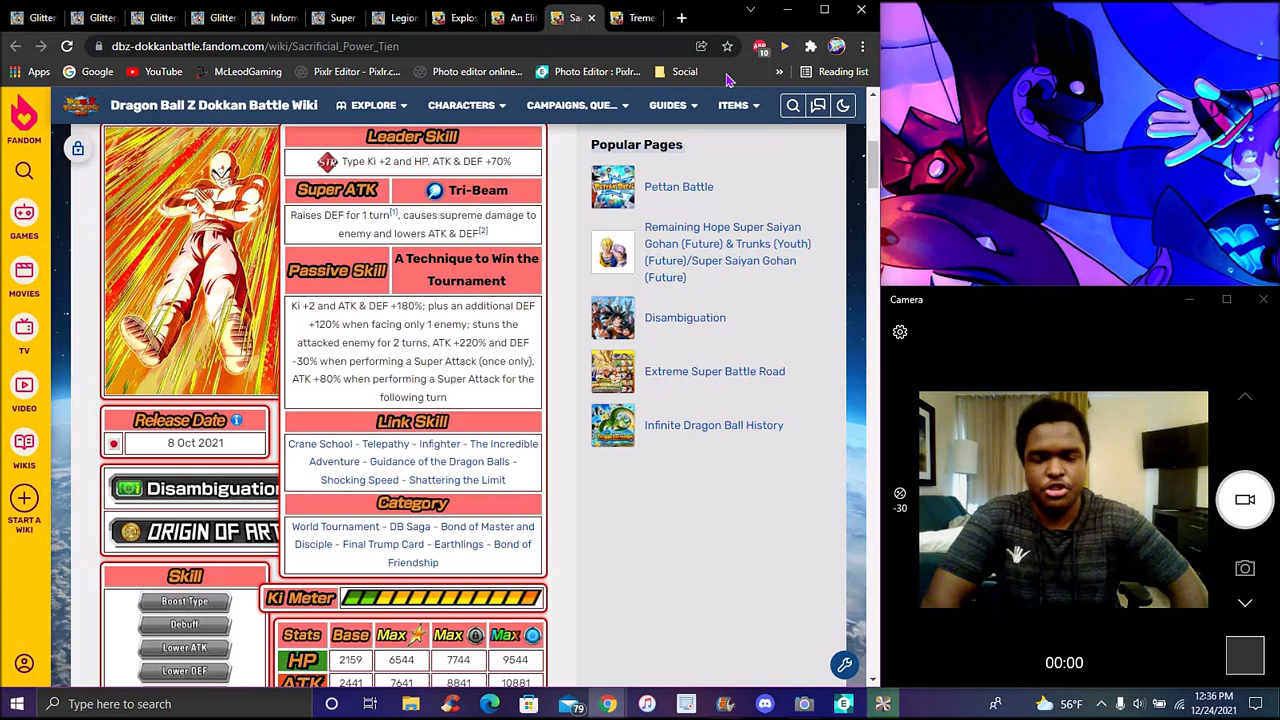 Glitter
Glitter
Glitter
Glitter
Inform
Super
Legion
Explos
An Elit
Sac
Treme
dbz-dokkanbattle.fandom.com/wiki/Sacrificial_Power_Tien
10
Apps
Google
YouTube
McLeodGaming
Pixlr Editor - Pixlr.c...
Photo editor online...
Photo Editor : Pixlr...
Social
»
Reading list
FANDOM
GAMES
MOVIES
TV
VIDEO
WIKIS
START A
WIKI
Dragon Ball Z Dokkan Battle Wiki
EXPLORE
CHARACTERS
CAMPAIGNS, QUE...
GUIDES
ITEMS
Leader Skill
STR Type Ki +2 and HP, ATK & DEF +70%
Super ATK
Tri-Beam
Raises DEF for 1 turn[1], causes supreme damage to
enemy and lowers ATK & DEF[2]
Passive Skill
A Technique to Win the
Tournament
Ki +2 and ATK & DEF +180%; plus an additional DEF
+120% when facing only 1 enemy; stuns the
attacked enemy for 2 turns, ATK +220% and DEF
-30% when performing a Super Attack (once only),
ATK +80% when performing a Super Attack for the
following turn
Link Skill
Crane School - Telepathy - Infighter - The Incredible
Adventure - Guidance of the Dragon Balls -
Shocking Speed - Shattering the Limit
Category
World Tournament - DB Saga - Bond of Master and
Disciple - Final Trump Card - Earthlings - Bond of
Friendship
Release Date
8 Oct 2021
Disambiguation
ORIGIN OF ART
Skill
Boost Type
Debuff
Lower ATK
Lower DEF
Ki Meter
Stats Base Max Max Max
HP 2159 6544 7744 9544
ATK 2441 7641 8841 10881
Popular Pages
Pettan Battle
Remaining Hope Super Saiyan
Gohan (Future) & Trunks (Youth)
(Future)/Super Saiyan Gohan
(Future)
Disambiguation
Extreme Super Battle Road
Infinite Dragon Ball History
Camera
-30
00:00
Type here to search
79
56°F
12:36 PM
12/24/2021